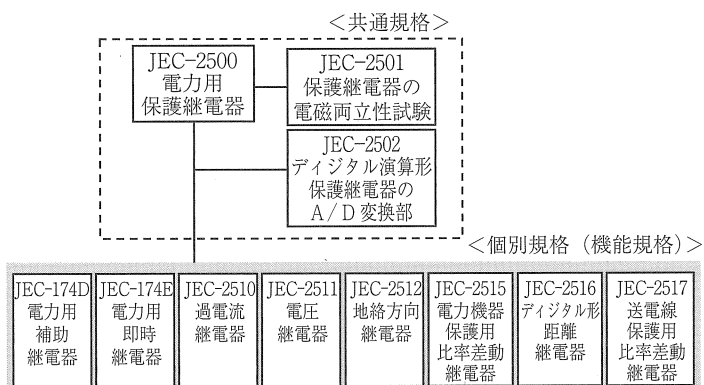 <共通規格>
JEC-2500
電力用
保護継電器
JEC-2501
保護継電器の
電磁両立性試験
JEC-2502
ディジタル演算形
保護継電器の
A/D変換部
<個別規格（機能規格）>
JEC-174D
電力用
補助
継電器
JEC-174E
電力用
即時
継電器
JEC-2510
過電流
継電器
JEC-2511
電圧
継電器
JEC-2512
地絡方向
継電器
JEC-2515
電力機器
保護用
比率差動
継電器
JEC-2516
ディジタル形
距離
継電器
JEC-2517
送電線
保護用
比率差動
継電器